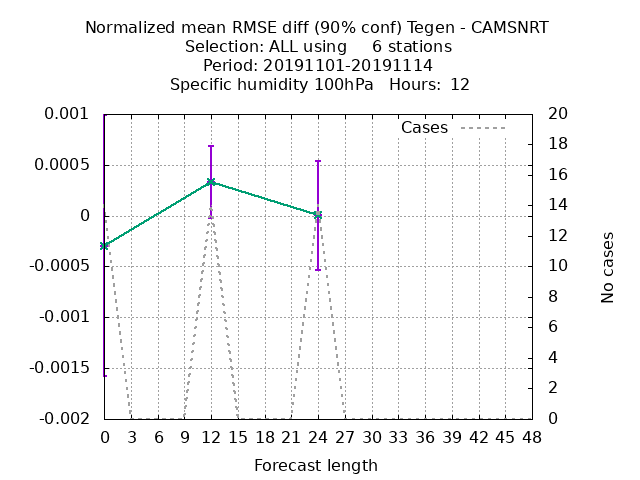 Normalized mean RMSE diff (90% conf) Tegen - CAMSNRT
Selection: ALL using     6 stations
Period: 20191101-20191114
Specific humidity 100hPa   Hours:  12
Cases
0.001
0.0005
0
-0.0005
-0.001
-0.0015
-0.002
20
18
16
14
12
10
8
6
4
2
0
No cases
0 3 6 9 12 15 18 21 24 27 30 33 36 39 42 45 48
Forecast length